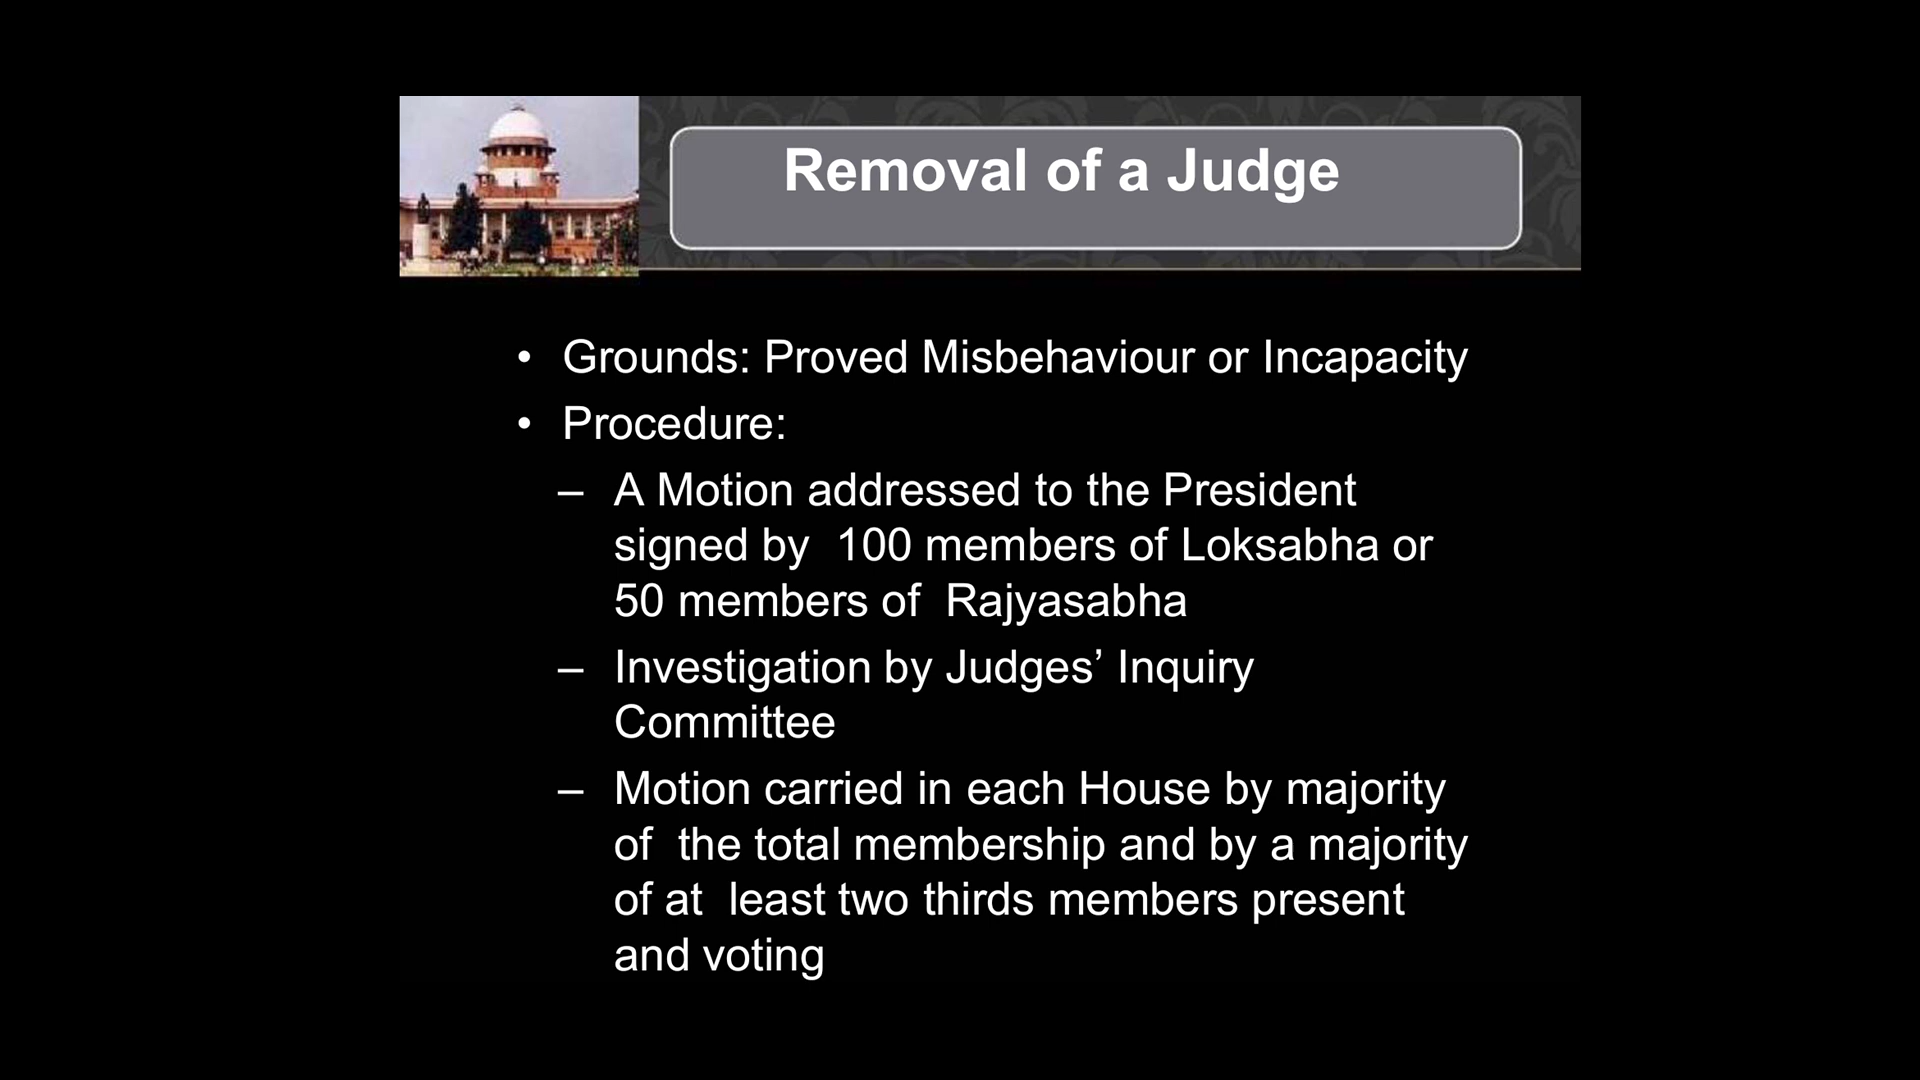 Removal of a Judge
• Grounds: Proved Misbehaviour or Incapacity
• Procedure:
– A Motion addressed to the President
signed by  100 members of Loksabha or
50 members of  Rajyasabha
– Investigation by Judges’ Inquiry
Committee
– Motion carried in each House by majority
of  the total membership and by a majority
of at  least two thirds members present
and voting